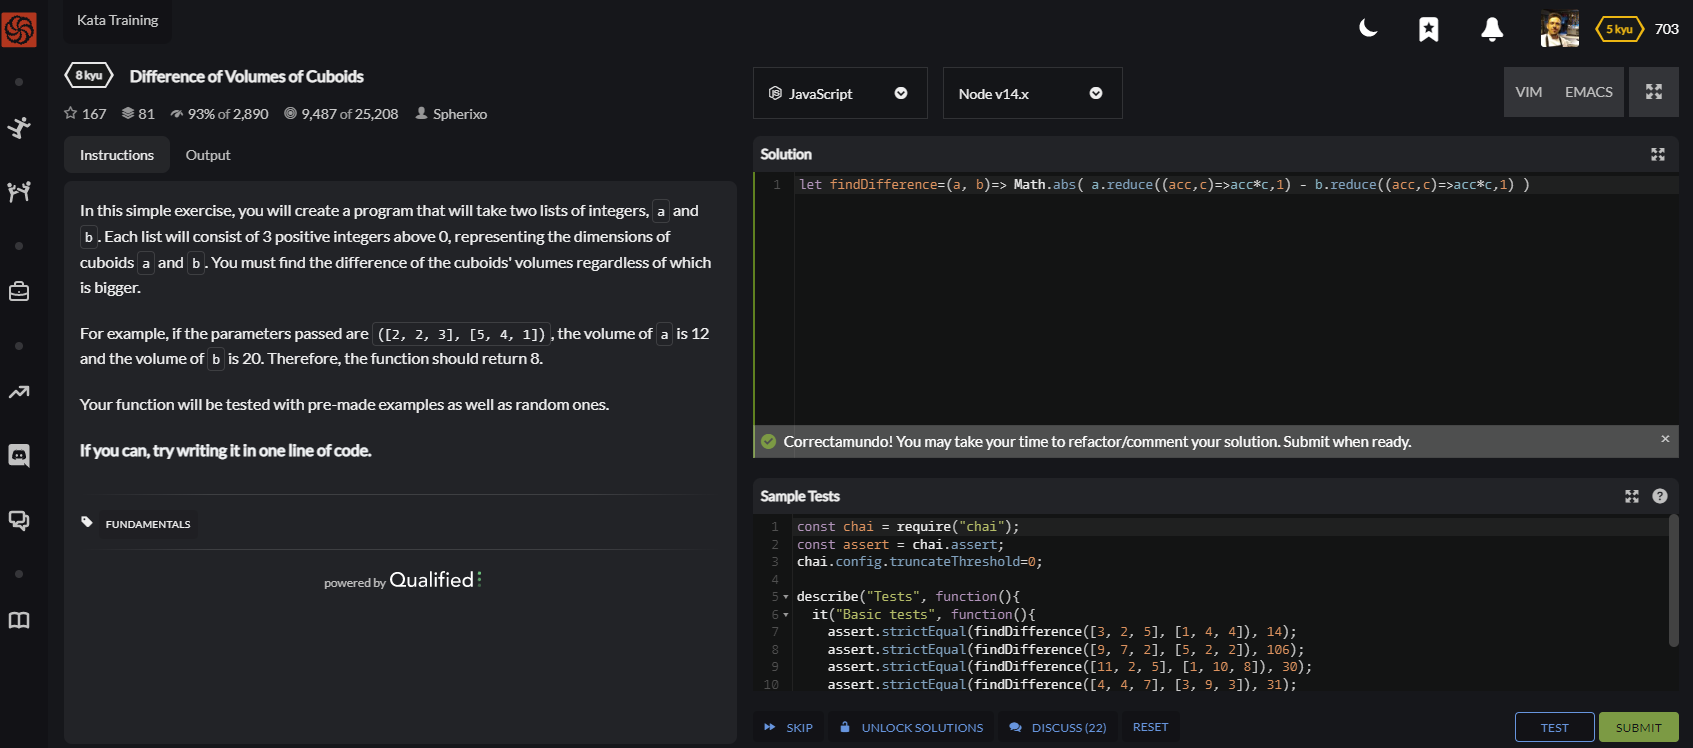 Kata Training
5 kyu 703
8 kyu Difference of Volumes of Cuboids
167 81 93% of 2,890 9,487 of 25,208 Spherixo
Instructions Output
In this simple exercise, you will create a program that will take two lists of integers, a and
b. Each list will consist of 3 positive integers above 0, representing the dimensions of
cuboids a and b. You must find the difference of the cuboids' volumes regardless of which
is bigger.
For example, if the parameters passed are ([2, 2, 3], [5, 4, 1]), the volume of a is 12
and the volume of b is 20. Therefore, the function should return 8.
Your function will be tested with pre-made examples as well as random ones.
If you can, try writing it in one line of code.
FUNDAMENTALS
powered by Qualified
JavaScript Node v14.x VIM EMACS
Solution
1 let findDifference=(a, b)=> Math.abs( a.reduce((acc,c)=>acc*c,1) - b.reduce((acc,c)=>acc*c,1) )
Correctamundo! You may take your time to refactor/comment your solution. Submit when ready. ×
Sample Tests ?
1 const chai = require("chai");
2 const assert = chai.assert;
3 chai.config.truncateThreshold=0;
4
5 describe("Tests", function(){
6 it("Basic tests", function(){
7 assert.strictEqual(findDifference([3, 2, 5], [1, 4, 4]), 14);
8 assert.strictEqual(findDifference([9, 7, 2], [5, 2, 2]), 106);
9 assert.strictEqual(findDifference([11, 2, 5], [1, 10, 8]), 30);
10 assert.strictEqual(findDifference([4, 4, 7], [3, 9, 3]), 31);
SKIP UNLOCK SOLUTIONS DISCUSS (22) RESET TEST SUBMIT